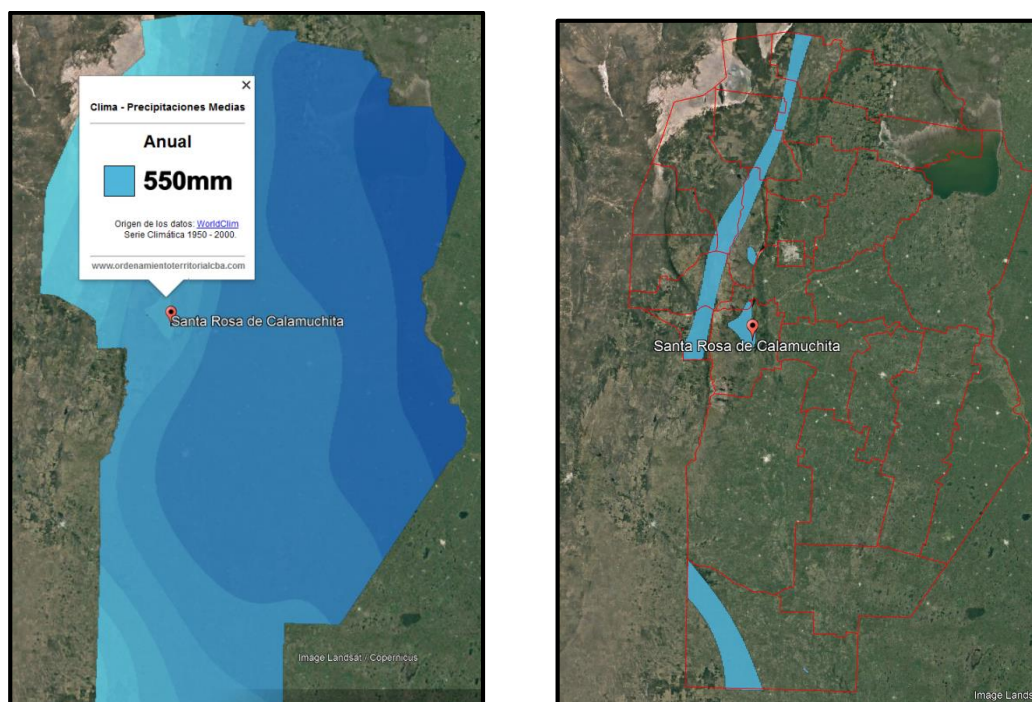 ×
Clima - Precipitaciones Medias
Anual
550mm
Origen de los datos: WorldClim
Serie Climática 1950 - 2000.
www.ordenamientoterritorialcba.com
Santa Rosa de Calamuchita
Image Landsat / Copernicus
Santa Rosa de Calamuchita
Image Lands